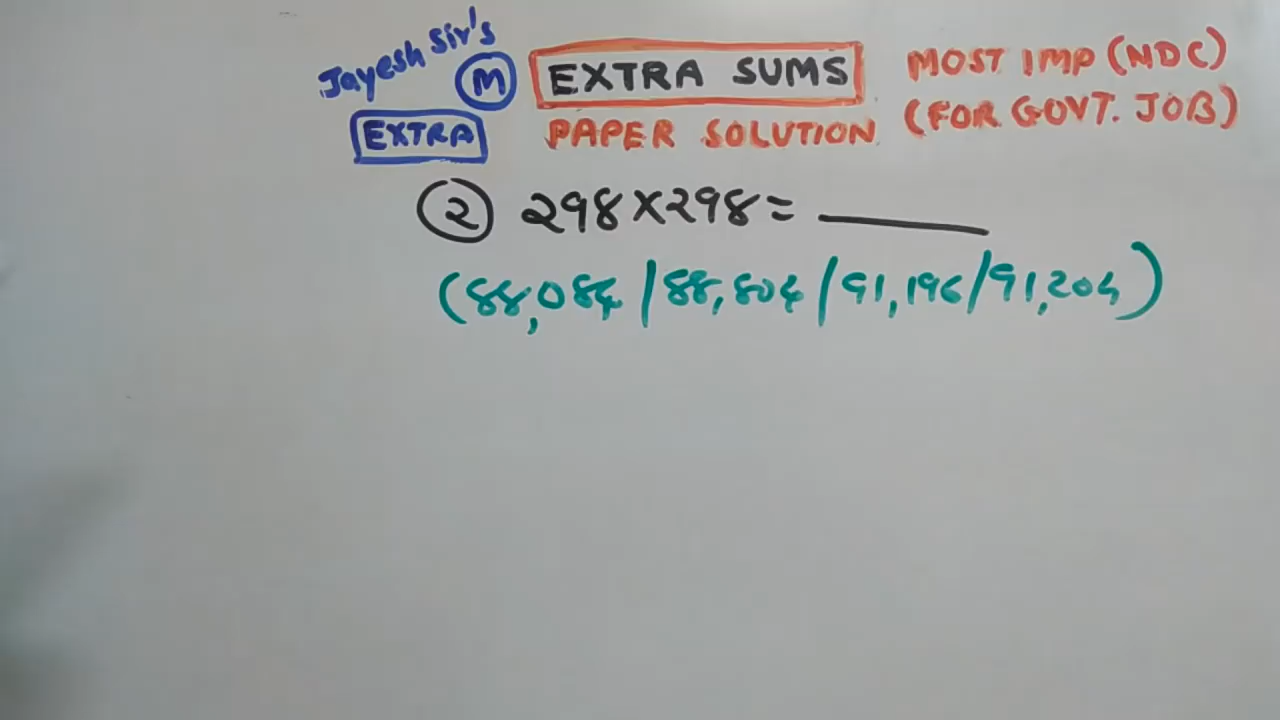 Jayesh Sir's
M EXTRA SUMS MOST IMP (NDC)
EXTRA PAPER SOLUTION (FOR GOVT. JOB)
2 298×298= ____
(88,084/88,804/91,196/91,204)